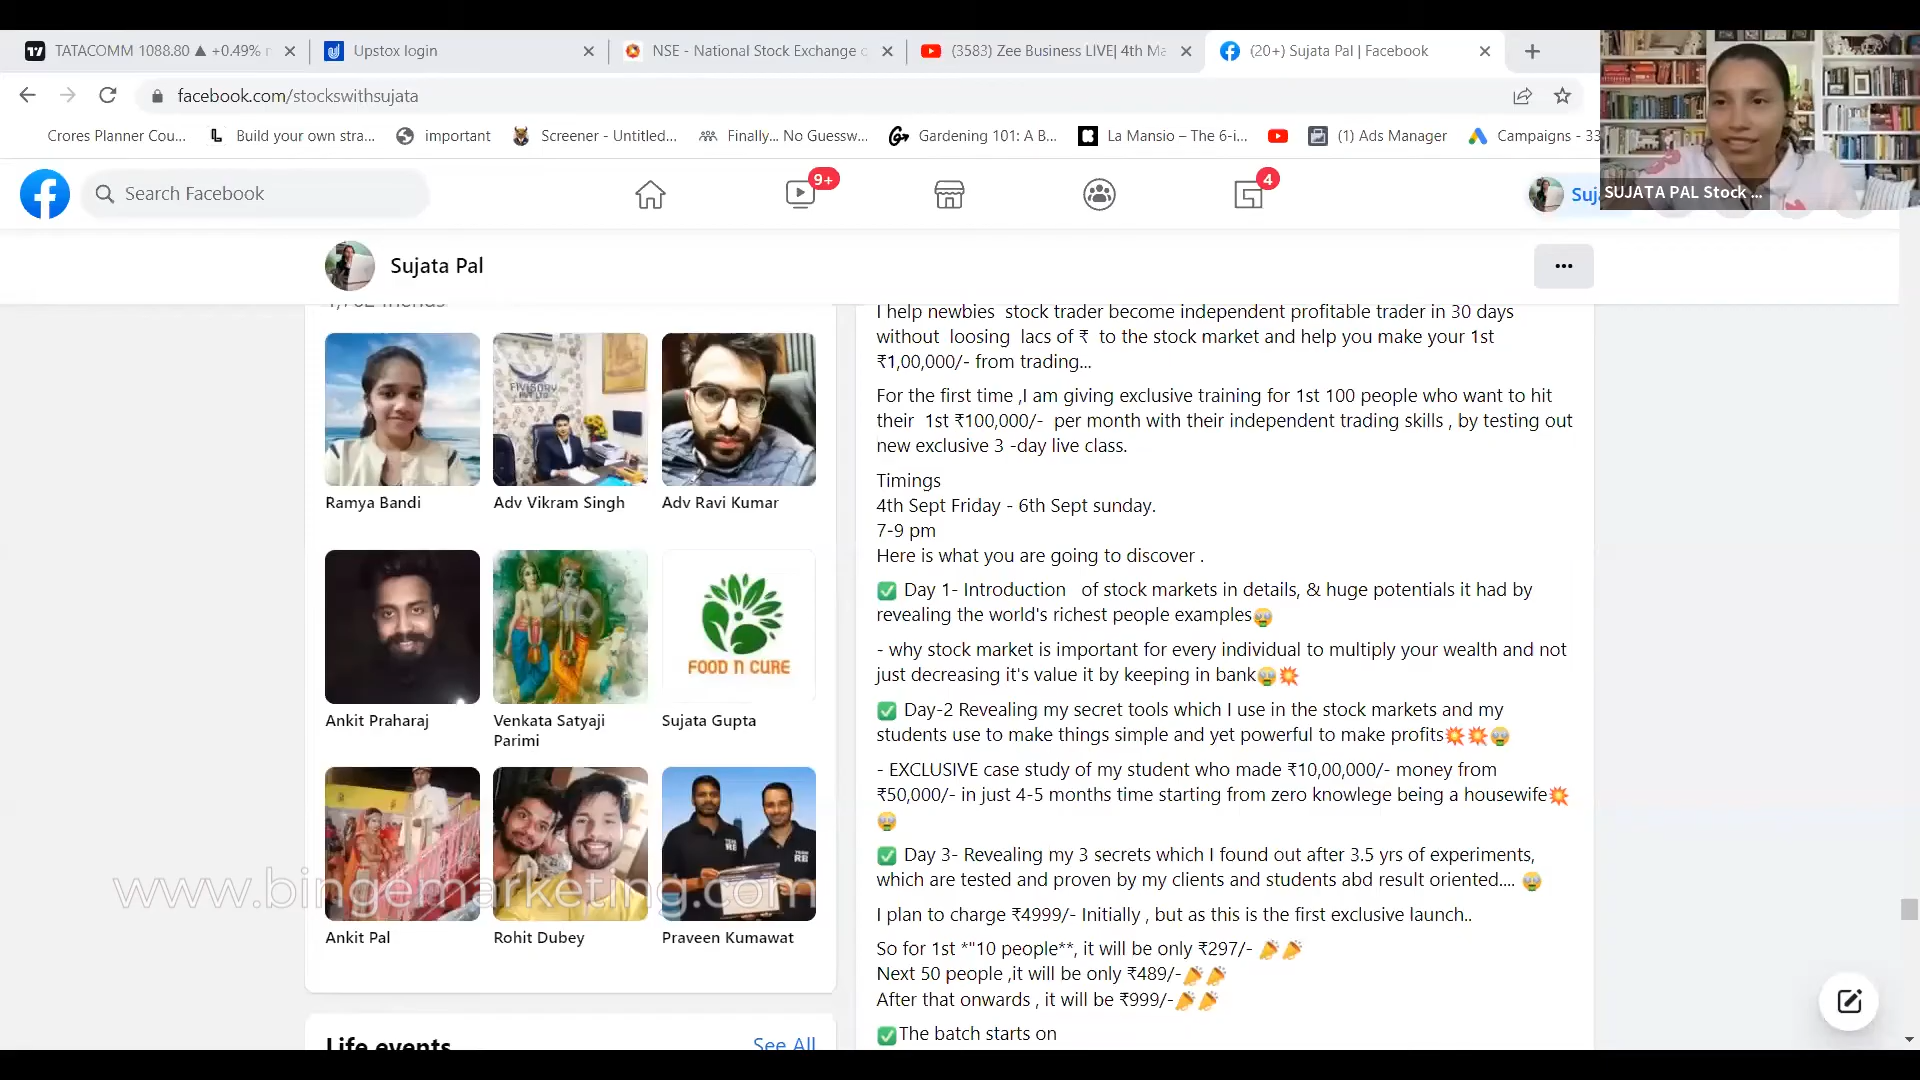 TATACOMM 1088.80 ▲ +0.49%
Upstox login
NSE - National Stock Exchange
(3583) Zee Business LIVE| 4th Ma
(20+) Sujata Pal | Facebook
facebook.com/stockswithsujata
Crores Planner Cou...
Build your own stra...
important
Screener - Untitled...
Finally... No Guessw...
Gardening 101: A B...
La Mansio – The 6-i...
(1) Ads Manager
Campaigns - 33
Search Facebook
9+
4
SUJATA PAL Stock ...
Sujata Pal
Ramya Bandi
Adv Vikram Singh
Adv Ravi Kumar
Ankit Praharaj
Venkata Satyaji
Parimi
FOOD N CURE
Sujata Gupta
Ankit Pal
Rohit Dubey
Praveen Kumawat
www.bingemarketing.com
Life events
See All
I help newbies  stock trader become independent profitable trader in 30 days
without  loosing  lacs of ₹  to the stock market and help you make your 1st
₹1,00,000/- from trading...
For the first time ,I am giving exclusive training for 1st 100 people who want to hit
their  1st ₹100,000/-  per month with their independent trading skills , by testing out
new exclusive 3 -day live class.
Timings
4th Sept Friday - 6th Sept sunday.
7-9 pm
Here is what you are going to discover .
✅ Day 1- Introduction   of stock markets in details, & huge potentials it had by
revealing the world's richest people examples🤑
- why stock market is important for every individual to multiply your wealth and not
just decreasing it's value it by keeping in bank🤑💥
✅ Day-2 Revealing my secret tools which I use in the stock markets and my
students use to make things simple and yet powerful to make profits💥💥🤑
- EXCLUSIVE case study of my student who made ₹10,00,000/- money from
₹50,000/- in just 4-5 months time starting from zero knowlege being a housewife💥
🤑
✅ Day 3- Revealing my 3 secrets which I found out after 3.5 yrs of experiments,
which are tested and proven by my clients and students abd result oriented.... 🤑
I plan to charge ₹4999/- Initially , but as this is the first exclusive launch..
So for 1st *"10 people**, it will be only ₹297/- 🎉🎉
Next 50 people ,it will be only ₹489/-🎉🎉
After that onwards , it will be ₹999/-🎉🎉
✅The batch starts on